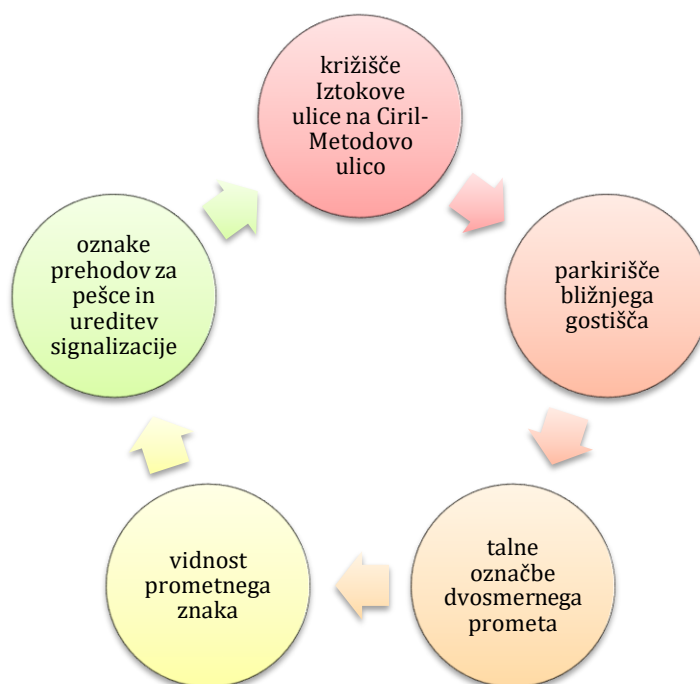 križišče
Iztokove
ulice na Ciril-
Metodovo
ulico
parkirišče
bližnjega
gostišča
talne
označbe
dvosmernega
prometa
vidnost
prometnega
znaka
oznake
prehodov za
pešce in
ureditev
signalizacije